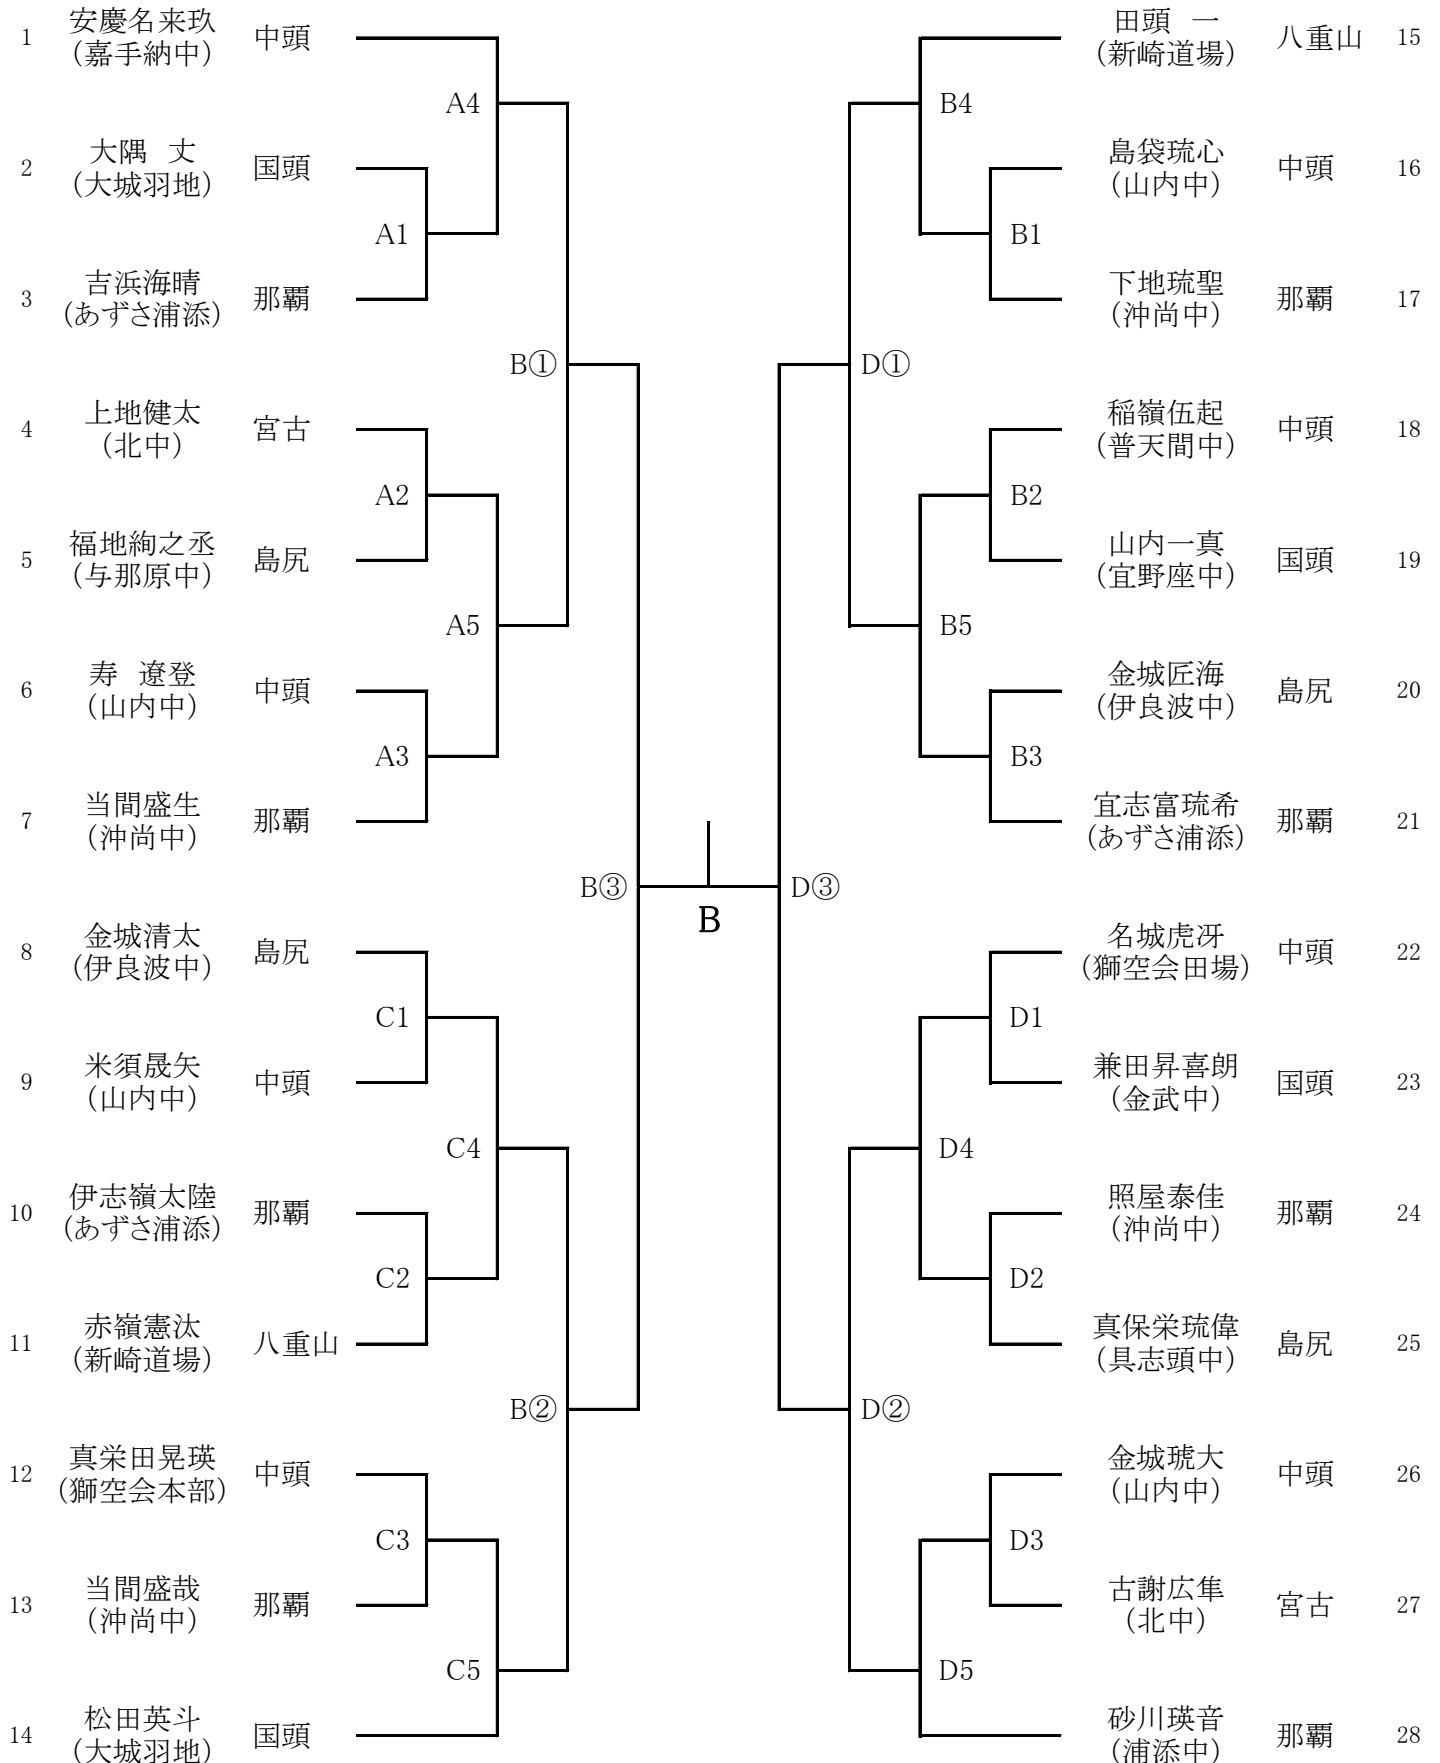 1 安慶名来玖 中頭
(嘉手納中)
A4
2 大隅 丈 国頭
(大城羽地)
A1
3 吉浜海晴 那覇
(あずさ浦添)
B①
4 上地健太 宮古
(北中)
A2
5 福地絢之丞 島尻
(与那原中)
A5
6 寿 遼登 中頭
(山内中)
A3
7 当間盛生 那覇
(沖尚中)
B③
8 金城清太 島尻
(伊良波中)
C1
9 米須晟矢 中頭
(山内中)
C4
10 伊志嶺太陸 那覇
(あずさ浦添)
C2
11 赤嶺憲汰 八重山
(新崎道場)
B②
12 真栄田晃瑛 中頭
(獅空会本部)
C3
13 当間盛哉 那覇
(沖尚中)
C5
14 松田英斗 国頭
(大城羽地)
B
田頭 一 八重山 15
(新崎道場)
B4
島袋琉心 中頭 16
(山内中)
B1
下地琉聖 那覇 17
(沖尚中)
D①
稲嶺伍起 中頭 18
(普天間中)
B2
山内一真 国頭 19
(宜野座中)
B5
金城匠海 島尻 20
(伊良波中)
B3
宜志富琉希 那覇 21
(あずさ浦添)
D③
名城虎冴 中頭 22
(獅空会田場)
D1
兼田昇喜朗 国頭 23
(金武中)
D4
照屋泰佳 那覇 24
(沖尚中)
D2
真保栄琉偉 島尻 25
(具志頭中)
D②
金城琥大 中頭 26
(山内中)
D3
古謝広隼 宮古 27
(北中)
D5
砂川瑛音 那覇 28
(浦添中)